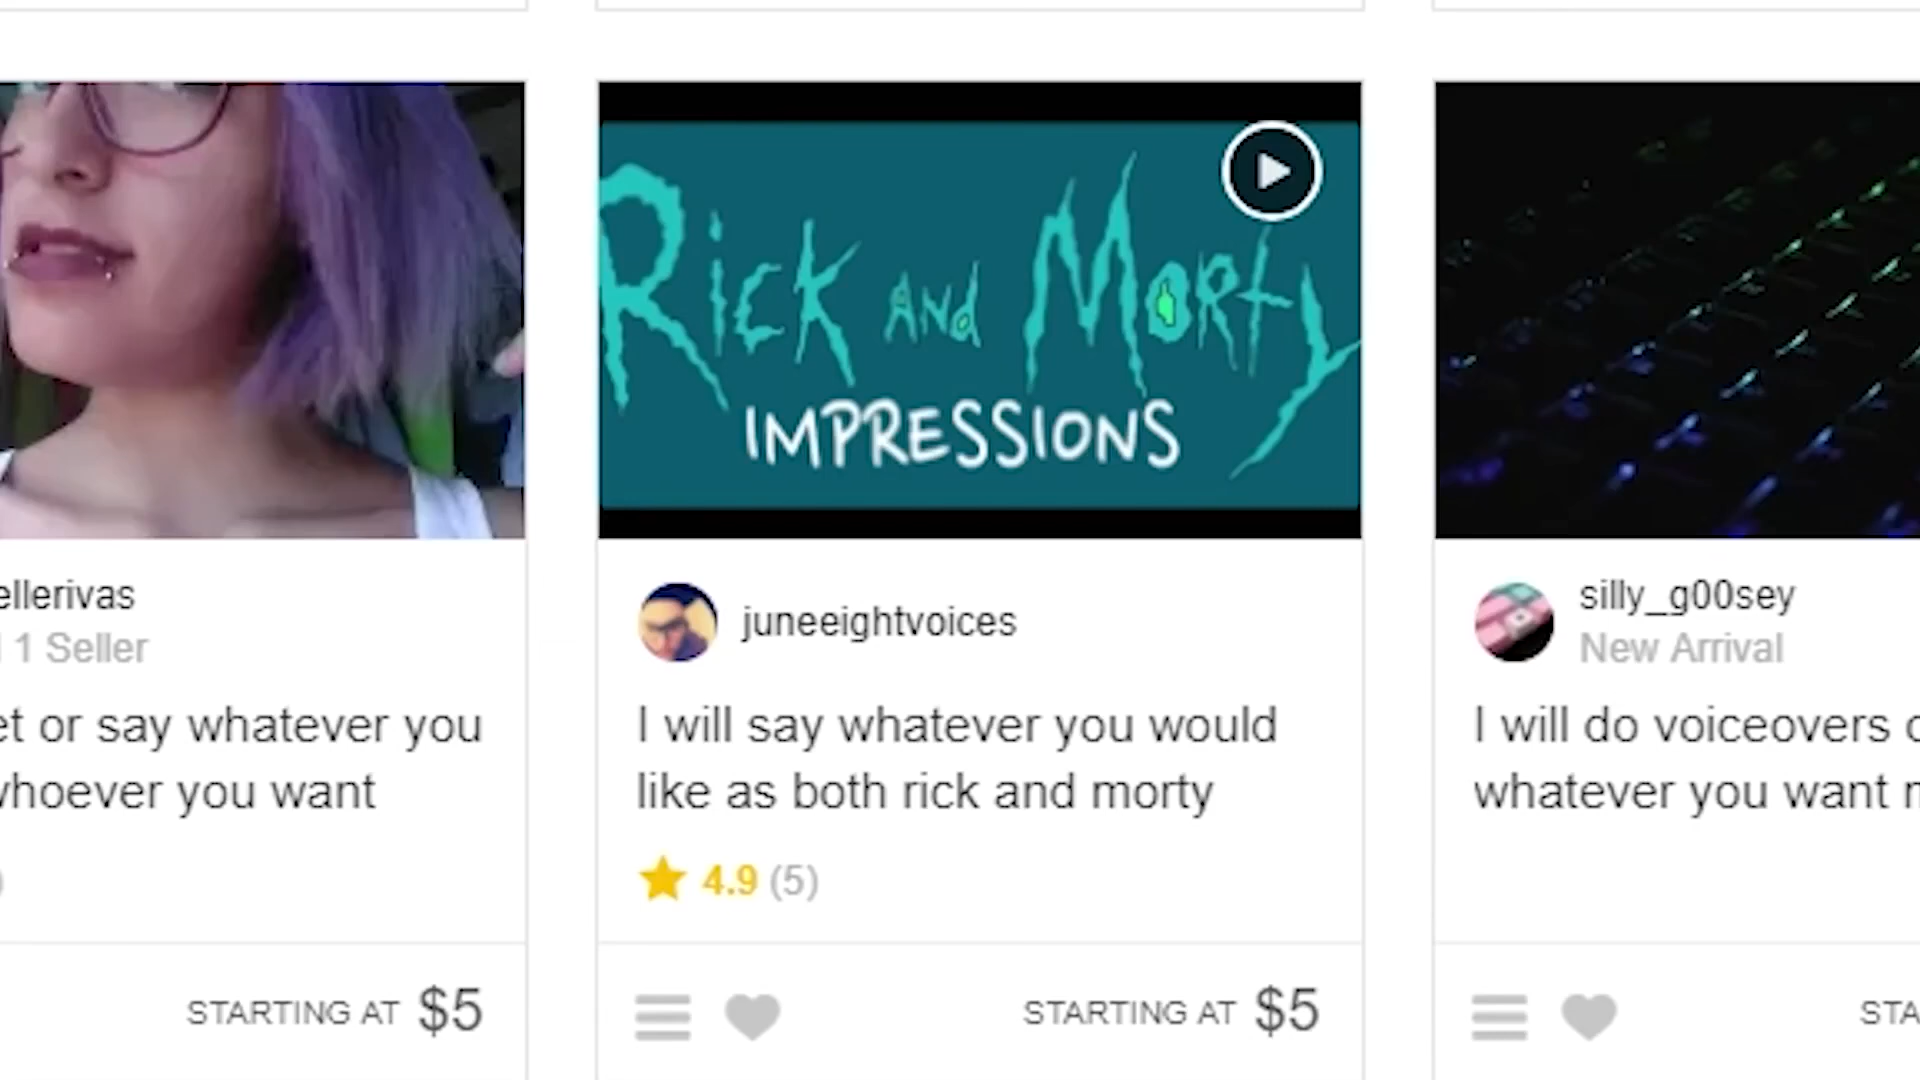 Rick and Morty
IMPRESSIONS
ellerivas
1 Seller
et or say whatever you
whoever you want
STARTING AT $5
juneeightvoices
I will say whatever you would
like as both rick and morty
4.9 (5)
STARTING AT $5
silly_g00sey
New Arrival
I will do voiceovers
whatever you want
STA